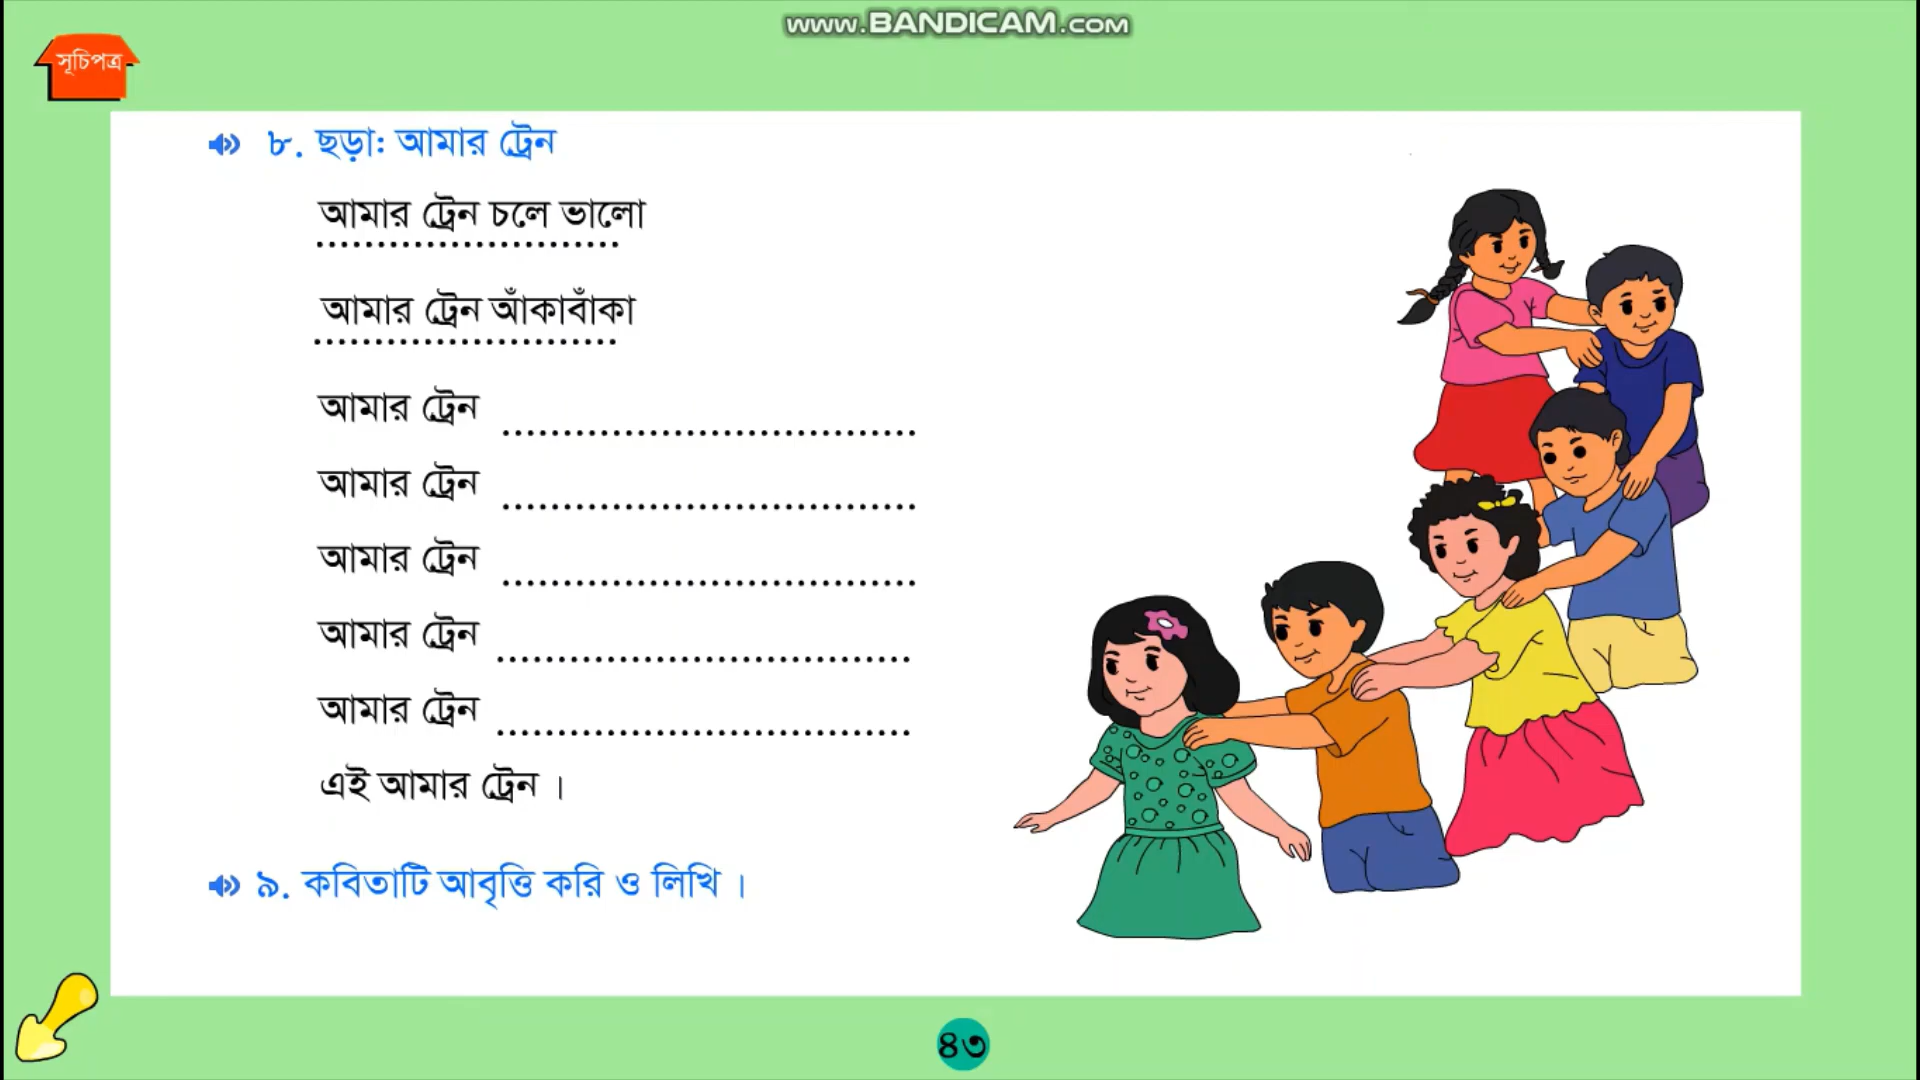 www.BANDICAM.com
সূচিপত্র
৮. ছড়া: আমার ট্রেন
আমার ট্রেন চলে ভালো
আমার ট্রেন আঁকাবাঁকা
আমার ট্রেন ..................................
আমার ট্রেন ..................................
আমার ট্রেন ..................................
আমার ট্রেন ..................................
আমার ট্রেন ..................................
এই আমার ট্রেন ।
৯. কবিতাটি আবৃত্তি করি ও লিখি ।
৪৩